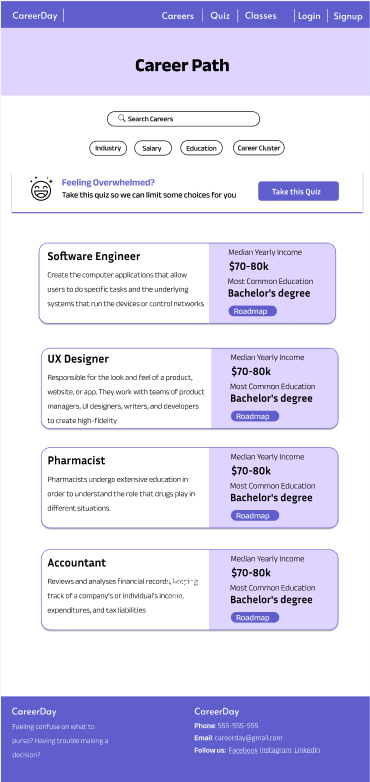 CareerDay
Careers Quiz Classes Login Signup
Career Path
Search Careers
Industry Salary Education Career Cluster
Feeling Overwhelmed?
Take this quiz so we can limit some choices for you
Take this Quiz
Software Engineer
Create the computer applications that allow
users to do specific tasks and the underlying
systems that run the devices or control networks
Median Yearly Income
$70-80k
Most Common Education
Bachelor's degree
Roadmap
UX Designer
Responsible for the look and feel of a product,
website, or app. They work with teams of product
managers, UI designers, writers, and developers
to create high-fidelity
Median Yearly Income
$70-80k
Most Common Education
Bachelor's degree
Roadmap
Pharmacist
Pharmacists undergo extensive education in
order to understand the role that drugs play in
different situations.
Median Yearly Income
$70-80k
Most Common Education
Bachelor's degree
Roadmap
Accountant
Reviews and analyses financial records, keeping
track of a company's or individual's income,
expenditures, and tax liabilities
Median Yearly Income
$70-80k
Most Common Education
Bachelor's degree
Roadmap
CareerDay
Feeling confuse on what to
purse? Having trouble making a
decision?
CareerDay
Phone: 555-555-555
Email: careerday@gmail.com
Follow us: Facebook Instagram LinkedIn